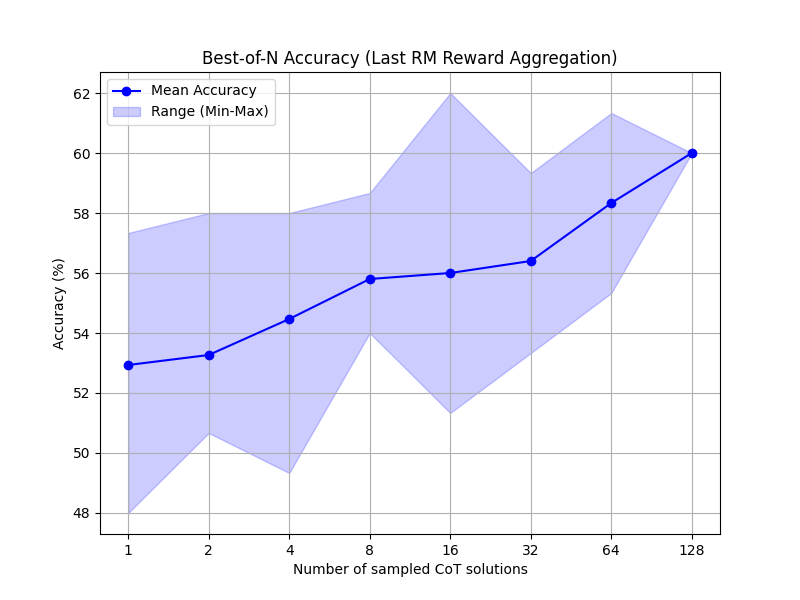 Best-of-N Accuracy (Last RM Reward Aggregation)
Mean Accuracy
Range (Min-Max)
Accuracy (%)
62
60
58
56
54
52
50
48
1 2 4 8 16 32 64 128
Number of sampled CoT solutions